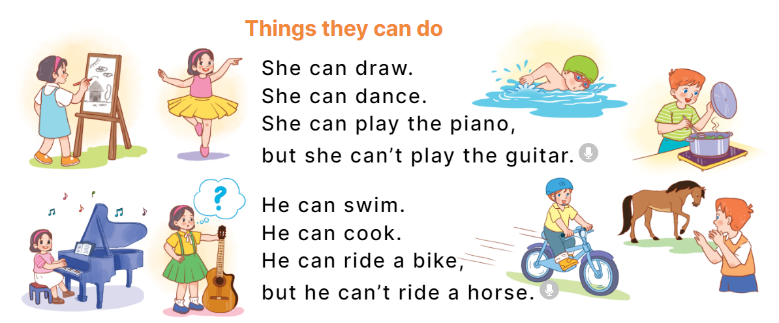 Things they can do
She can draw.
She can dance.
She can play the piano,
but she can't play the guitar.
?
He can swim.
He can cook.
He can ride a bike,
but he can't ride a horse.